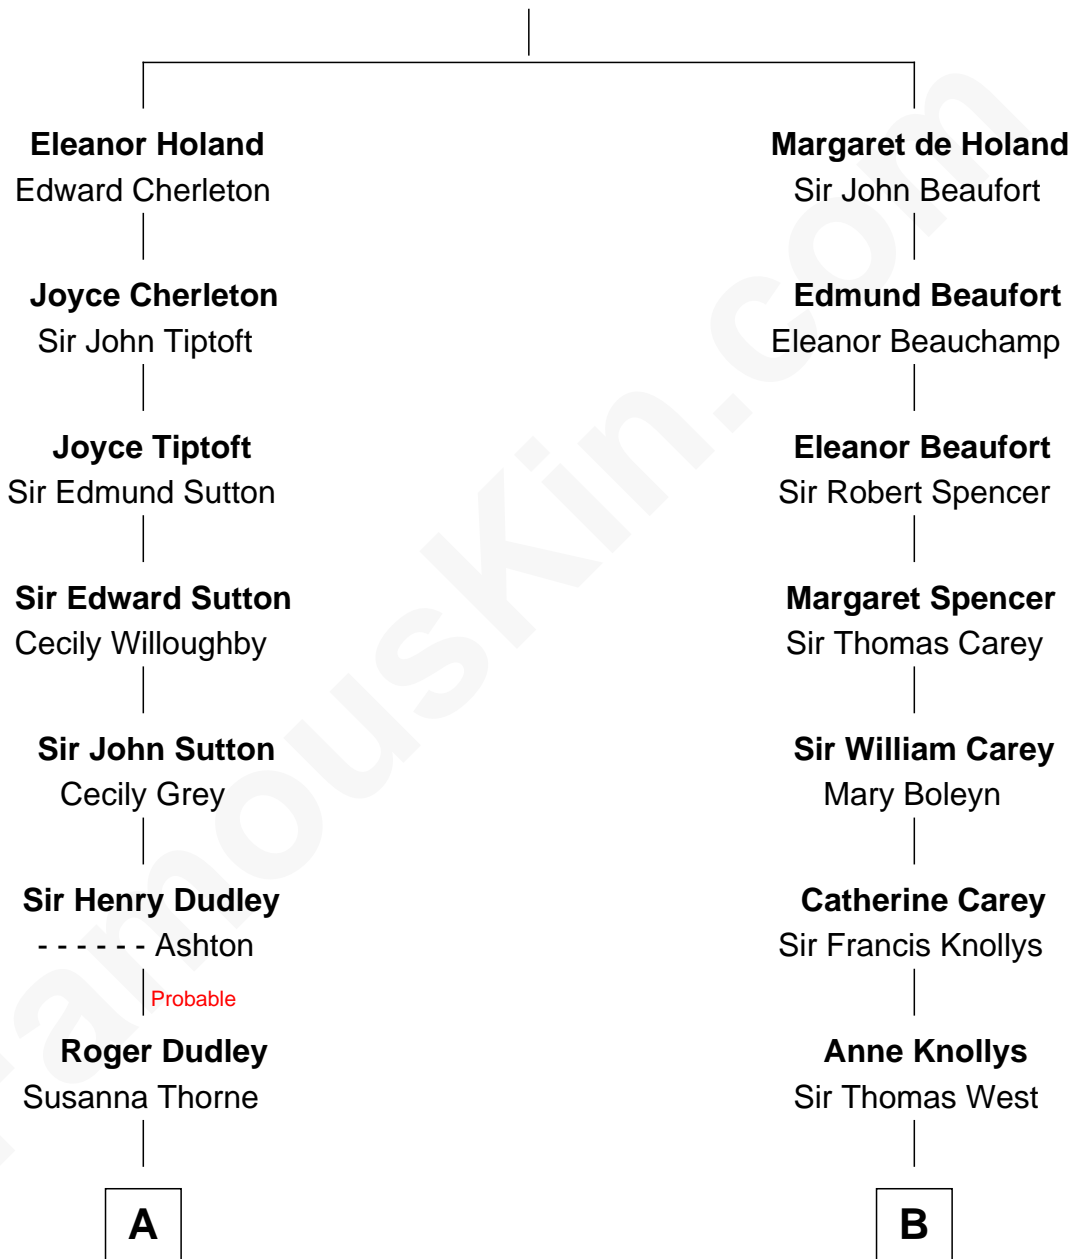 Eleanor Holand
Edward Cherleton
Joyce Cherleton
Sir John Tiptoft
Joyce Tiptoft
Sir Edmund Sutton
Sir Edward Sutton
Cecily Willoughby
Sir John Sutton
Cecily Grey
Sir Henry Dudley
- - - - - - Ashton
Probable
Roger Dudley
Susanna Thorne
A
Margaret de Holand
Sir John Beaufort
Edmund Beaufort
Eleanor Beauchamp
Eleanor Beaufort
Sir Robert Spencer
Margaret Spencer
Sir Thomas Carey
Sir William Carey
Mary Boleyn
Catherine Carey
Sir Francis Knollys
Anne Knollys
Sir Thomas West
B
FamousKin.com